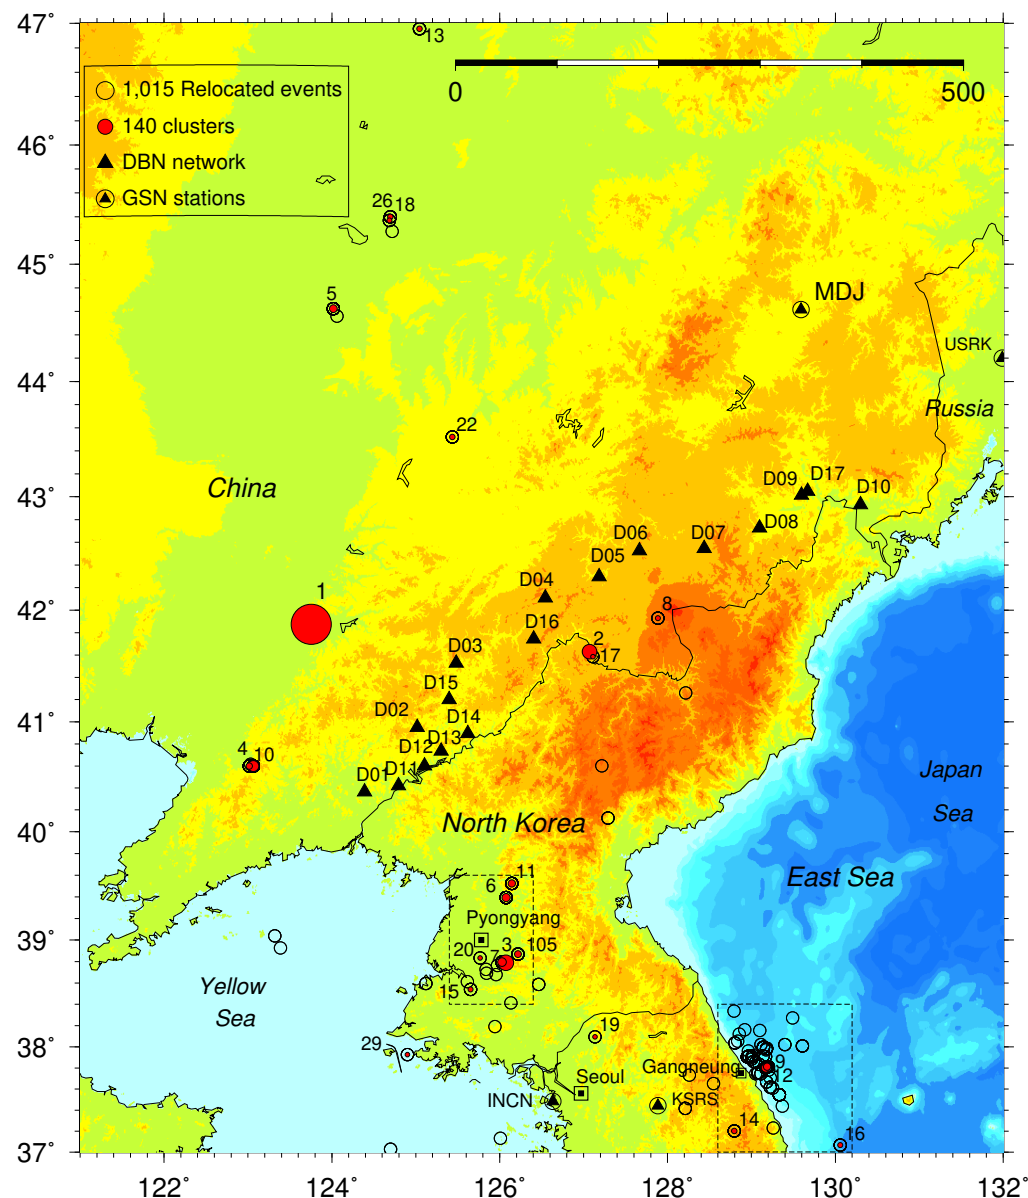 47°
46°
45°
44°
43°
42°
41°
40°
39°
38°
37°
122°
124°
126°
128°
130°
132°
0
500
1,015 Relocated events
140 clusters
DBN network
GSN stations
13
26 18
5
MDJ
USRK
Russia
22
China
D09
D17
D10
D08
D06
D07
D05
D04
8
1
D16
2
17
D03
D15
D02
D14
D13
D12
4 10
D11
D01
Japan
Sea
North Korea
East Sea
11
6
Pyongyang
3
105
20
7
15
Yellow
Sea
19
29
Gangneung
9
12
Seoul
INCN
KSRS
14
16